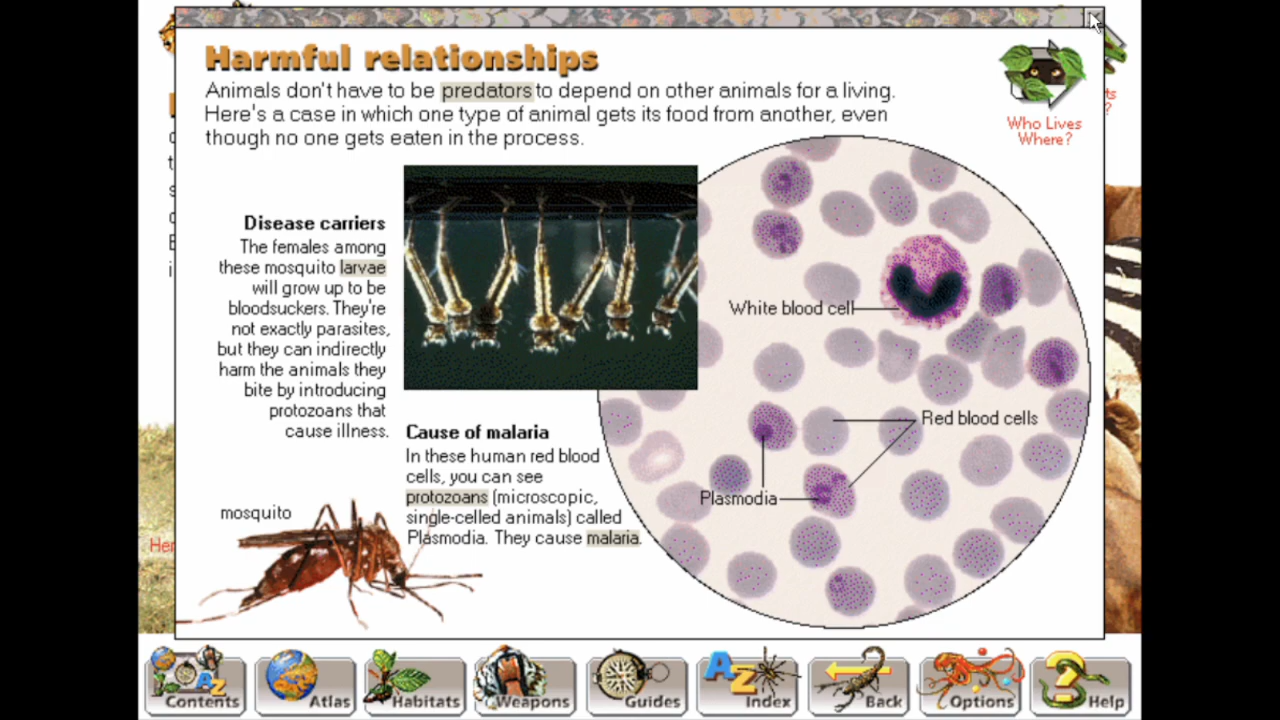 Harmful relationships
Animals don't have to be predators to depend on other animals for a living.
Here's a case in which one type of animal gets its food from another, even
though no one gets eaten in the process.
Who Lives
Where?
Disease carriers
The females among
these mosquito larvae
will grow up to be
bloodsuckers. They're
not exactly parasites,
but they can indirectly
harm the animals they
bite by introducing
protozoans that
cause illness.
White blood cell
Red blood cells
Plasmodia
Cause of malaria
In these human red blood
cells, you can see
protozoans (microscopic,
single-celled animals) called
Plasmodia. They cause malaria.
mosquito
Contents
Atlas
Habitats
Weapons
Guides
A Z
Index
Back
Options
?
Help